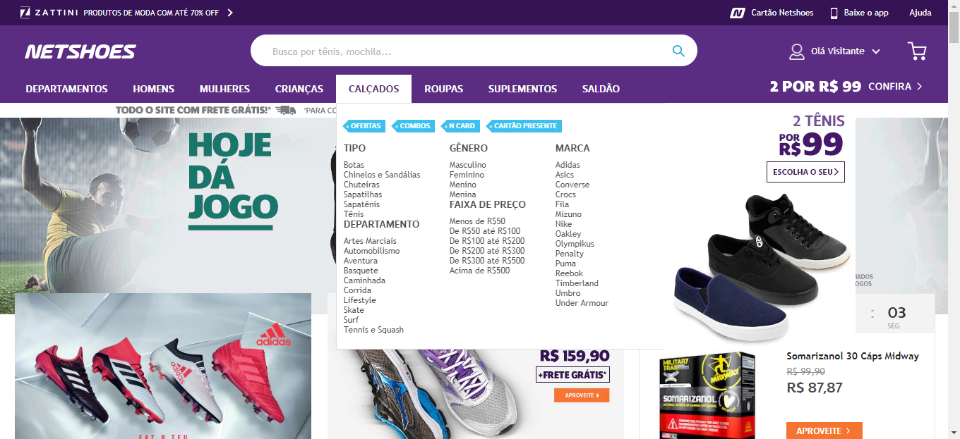 ZATTINI PRODUTOS DE MODA COM ATÉ 70% OFF
Cartão Netshoes
Baixe o app
Ajuda
NETSHOES
Busca por tênis, mochila...
Olá Visitante
DEPARTAMENTOS HOMENS MULHERES CRIANÇAS CALÇADOS ROUPAS SUPLEMENTOS SALDÃO
2 POR R$ 99 CONFIRA
TODO O SITE COM FRETE GRÁTIS!*
*PARA CO
HOJE
DÁ
JOGO
OFERTAS
COMBOS
N CARD
CARTÃO PRESENTE
TIPO
Botas
Chinelos e Sandálias
Chuteiras
Sapatilhas
Sapatênis
Tênis
DEPARTAMENTO
Artes Marciais
Automobilismo
Aventura
Basquete
Caminhada
Corrida
Lifestyle
Skate
Surf
Tennis e Squash
GÊNERO
Masculino
Feminino
Menino
Menina
FAIXA DE PREÇO
Menos de R$50
De R$50 até R$100
De R$100 até R$200
De R$200 até R$300
De R$300 até R$500
Acima de R$500
MARCA
Adidas
Asics
Converse
Crocs
Fila
Mizuno
Nike
Oakley
Olympikus
Penalty
Puma
Reebok
Timberland
Umbro
Under Armour
2 TÊNIS
POR
R$99
ESCOLHA O SEU
: 03
SEG
adidas
R$ 159,90
+FRETE GRÁTIS*
APROVEITE
MIDWAY
SOMARIZANOL
Somarizanol 30 Cáps Midway
R$ 99,90
R$ 87,87
APROVEITE